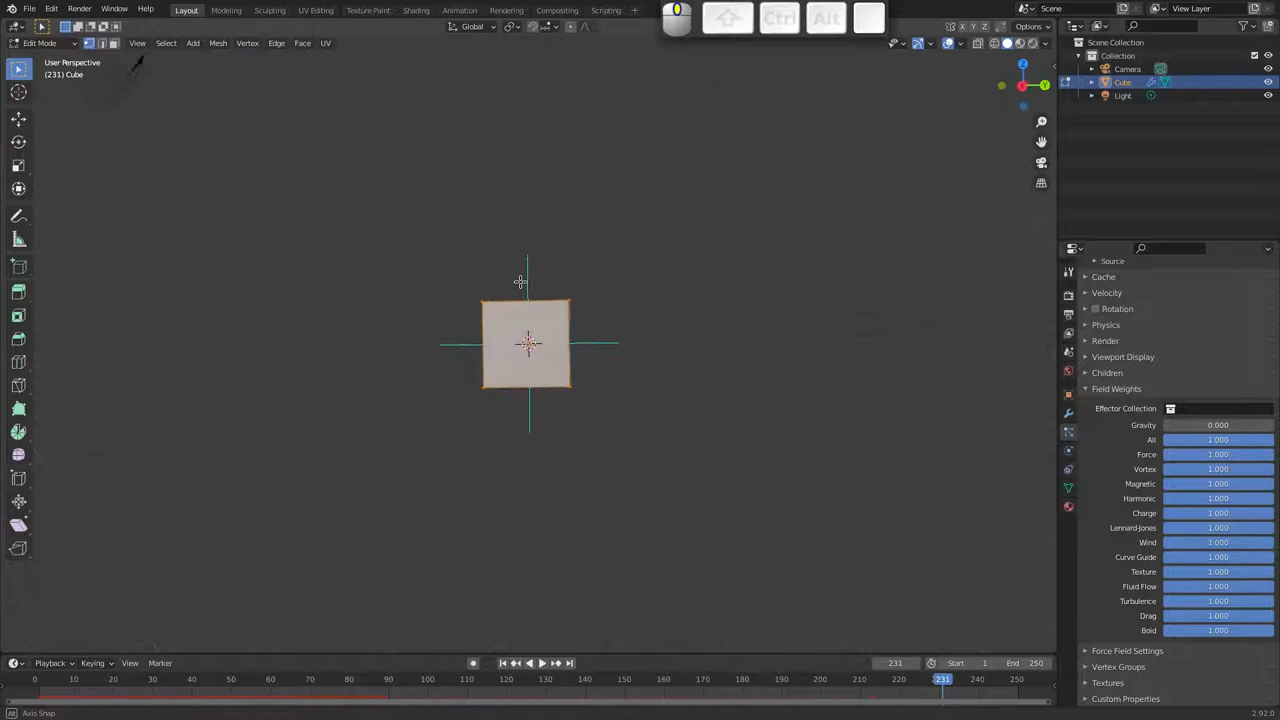 File Edit Render Window Help Layout Modeling Sculpting UV Editing Texture Paint Shading Animation Rendering Compositing Scripting Ctrl Alt Scene View Layer
Global Options
Edit Mode View Select Add Mesh Vertex Edge Face UV
User Perspective
(231) Cube
Z
Y
Scene Collection
Collection
Camera
Cube
Light
Source
Cache
Velocity
Rotation
Physics
Render
Viewport Display
Children
Field Weights
Effector Collection
Gravity 0.000
All 1.000
Force 1.000
Vortex 1.000
Magnetic 1.000
Harmonic 1.000
Charge 1.000
Lennard-Jones 1.000
Wind 1.000
Curve Guide 1.000
Texture 1.000
Fluid Flow 1.000
Turbulence 1.000
Drag 1.000
Boid 1.000
Force Field Settings
Vertex Groups
Textures
Custom Properties
Playback Keying View Marker 231 Start 1 End 250
0 10 20 30 40 50 60 70 80 90 100 110 120 130 140 150 160 170 180 190 200 210 220 231 240 250
Alt Axis Snap 2.92.0